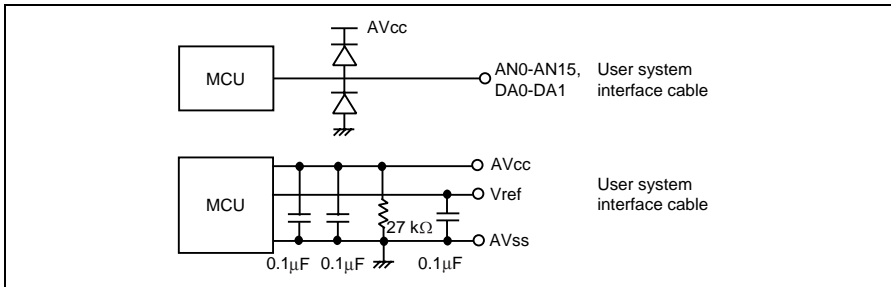 AVcc
MCU
AN0-AN15,
DA0-DA1
User system
interface cable
AVcc
Vref
MCU
User system
interface cable
27 kΩ
AVss
0.1µF 0.1µF 0.1µF